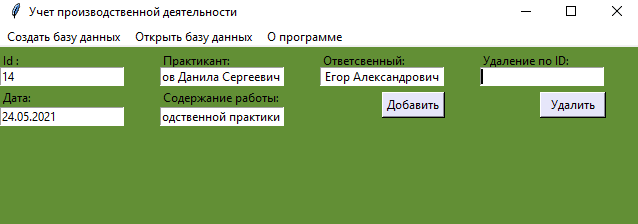 Учет производственной деятельности
Создать базу данных Открыть базу данных О программе
Id : Практикант: Ответсвенный: Удаление по ID:
14 ов Данила Сергеевич Егор Александрович
Дата: Содержание работы: Добавить Удалить
24.05.2021 одственной практики